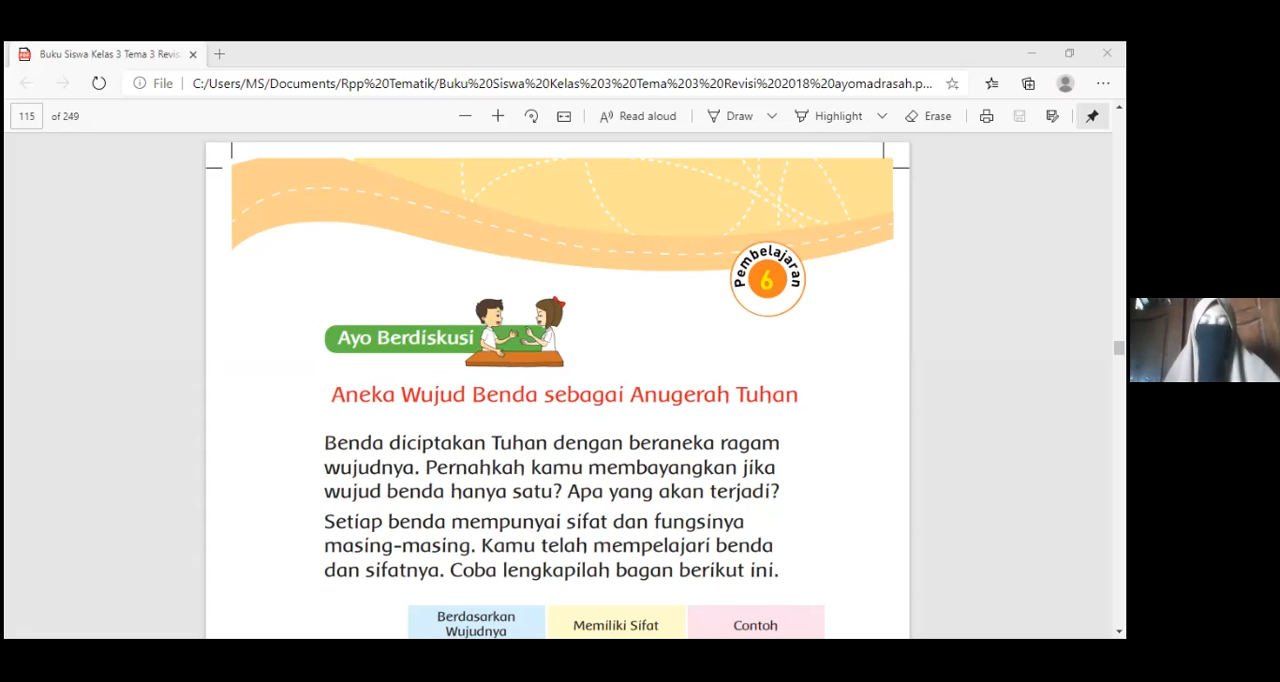 Buku Siswa Kelas 3 Tema 3 Revis
File
C:/Users/MS/Documents/Rpp%20Tematik/Buku%20Siswa%20Kelas%203%20Tema%203%20Revisi%202018%20ayomadrasah.p...
115 of 249
Read aloud
Draw
Highlight
Erase
Pembelajaran
6
Ayo Berdiskusi
Aneka Wujud Benda sebagai Anugerah Tuhan
Benda diciptakan Tuhan dengan beraneka ragam
wujudnya. Pernahkah kamu membayangkan jika
wujud benda hanya satu? Apa yang akan terjadi?
Setiap benda mempunyai sifat dan fungsinya
masing-masing. Kamu telah mempelajari benda
dan sifatnya. Coba lengkapilah bagan berikut ini.
Berdasarkan
Wujudnya
Memiliki Sifat
Contoh